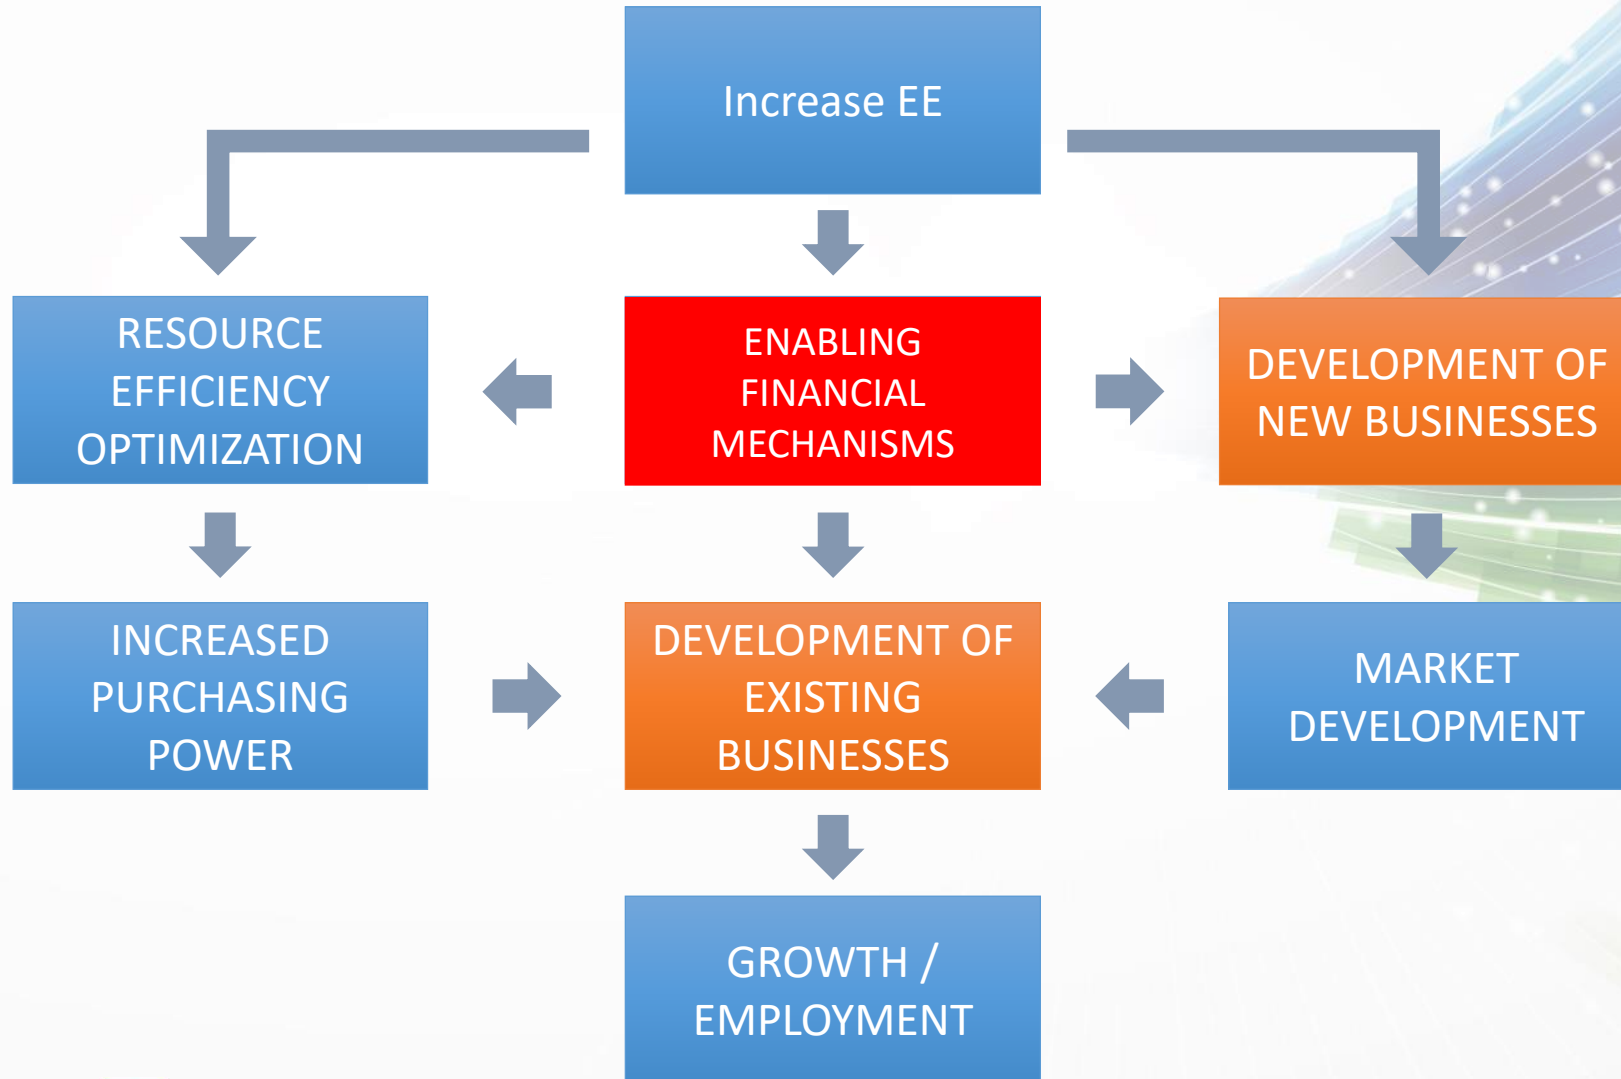 Increase EE
RESOURCE
EFFICIENCY
OPTIMIZATION
ENABLING
FINANCIAL
MECHANISMS
DEVELOPMENT OF
NEW BUSINESSES
INCREASED
PURCHASING
POWER
DEVELOPMENT OF
EXISTING
BUSINESSES
MARKET
DEVELOPMENT
GROWTH /
EMPLOYMENT